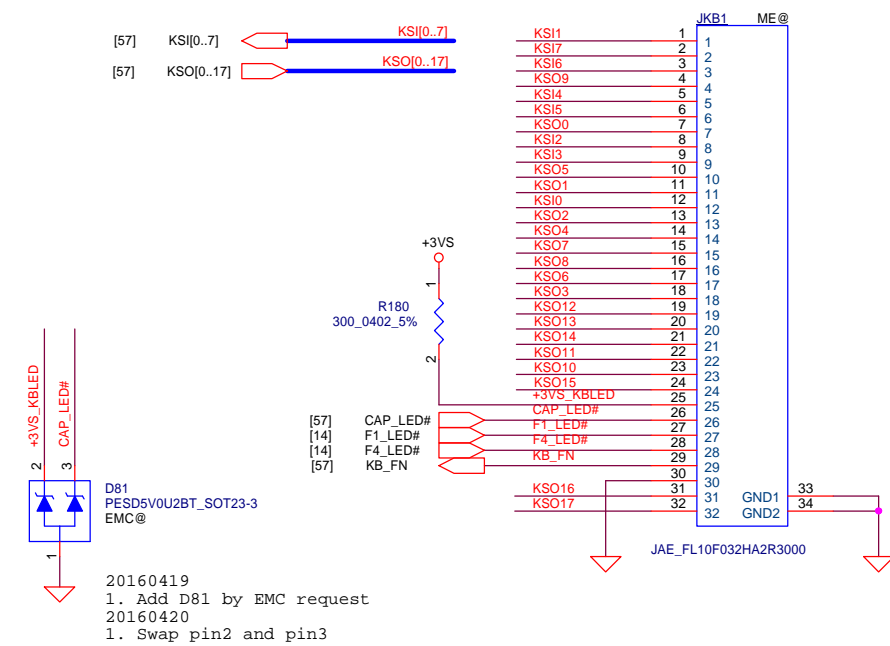 JKB1 ME@
[57] KSI[0..7] KSI[0..7]
[57] KSO[0..17] KSO[0..17]
KSI1 1 1
KSI7 2 2
KSI6 3 3
KSO9 4 4
KSI4 5 5
KSI5 6 6
KSO0 7 7
KSI2 8 8
KSI3 9 9
KSO5 10 10
KSO1 11 11
KSI0 12 12
KSO2 13 13
KSO4 14 14
KSO7 15 15
KSO8 16 16
KSO6 17 17
KSO3 18 18
KSO12 19 19
KSO13 20 20
KSO14 21 21
KSO11 22 22
KSO10 23 23
KSO15 24 24
+3VS_KBLED 25 25
[57] CAP_LED# CAP_LED# 26 26
[14] F1_LED# F1_LED# 27 27
[14] F4_LED# F4_LED# 28 28
[57] KB_FN KB_FN 29 29
30 30
KSO16 31 31 GND1 33
KSO17 32 32 GND2 34
JAE_FL10F032HA2R3000
+3VS
1
R180
300_0402_5%
2
+3VS_KBLED
CAP_LED#
2 3
D81
PESD5V0U2BT_SOT23-3
EMC@
1
20160419
1. Add D81 by EMC request
20160420
1. Swap pin2 and pin3